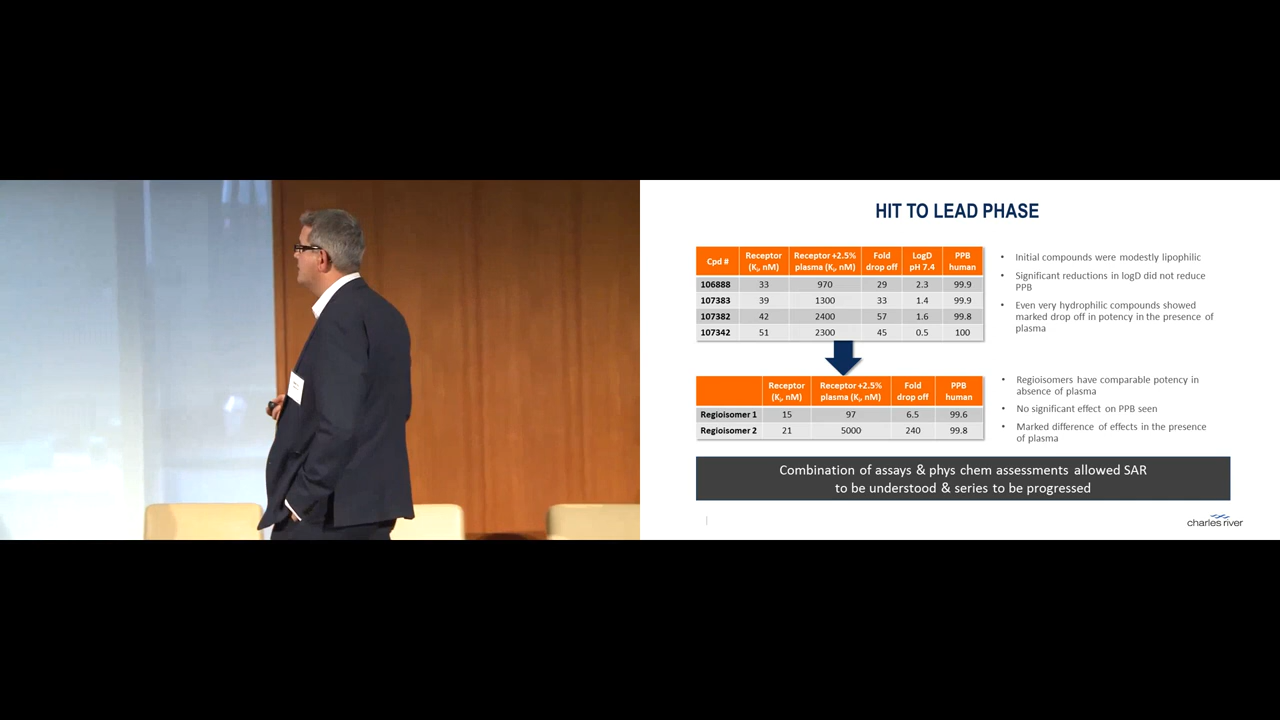 HIT TO LEAD PHASE
Cpd # Receptor (Kᵢ, nM) Receptor +2.5% plasma (Kᵢ, nM) Fold drop off LogD pH 7.4 PPB human
106888 33 970 29 2.3 99.9
107383 39 1300 33 1.4 99.9
107382 42 2400 57 1.6 99.8
107342 51 2300 45 0.5 100
• Initial compounds were modestly lipophilic
• Significant reductions in logD did not reduce
PPB
• Even very hydrophilic compounds showed
marked drop off in potency in the presence of
plasma
Receptor (Kᵢ, nM) Receptor +2.5% plasma (Kᵢ, nM) Fold drop off PPB human
Regioisomer 1 15 97 6.5 99.6
Regioisomer 2 21 5000 240 99.8
• Regioisomers have comparable potency in
absence of plasma
• No significant effect on PPB seen
• Marked difference of effects in the presence
of plasma
Combination of assays & phys chem assessments allowed SAR
to be understood & series to be progressed
charles river